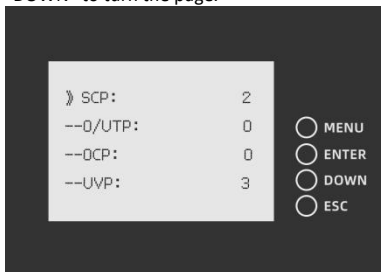 "DOWN" to turn the page.
》 SCP: 2
--O/UTP: 0
--OCP: 0
--UVP: 3
MENU
ENTER
DOWN
ESC